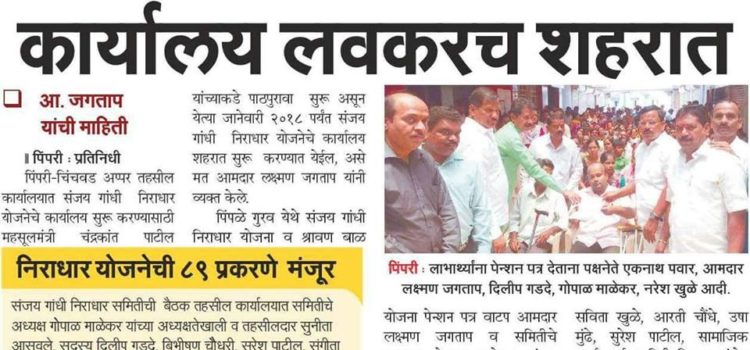 कार्यालय लवकरच शहरात
आ. जगताप
यांची माहिती
॥ पिंपरी : प्रतिनिधी
पिंपरी-चिंचवड अप्पर तहसील
कार्यालयात संजय गांधी निराधार
योजनेचे कार्यालय सुरू करण्यासाठी
महसूलमंत्री चंद्रकांत पाटील
यांच्याकडे पाठपुरावा सुरू असून
येत्या जानेवारी २०१८ पर्यंत संजय
गांधी निराधार योजनेचे कार्यालय
शहरात सुरू करण्यात येईल, असे
मत आमदार लक्ष्मण जगताप यांनी
व्यक्त केले.
पिंपळे गुरव येथे संजय गांधी
निराधार योजना व श्रावण बाळ
निराधार योजनेची ८९ प्रकरणे मंजूर
संजय गांधी निराधार समितीची बैठक तहसील कार्यालयात समितीचे
अध्यक्ष गोपाळ माळेकर यांच्या अध्यक्षतेखाली व तहसीलदार सुनीता
आसवले, सदस्य दिलीप गडदे, बिभीषण चौधरी, सुरेश पाटील, संगीता
पिंपरी : लाभार्थ्यांना पेन्शन पत्र देताना पक्षनेते एकनाथ पवार, आमदार
लक्ष्मण जगताप, दिलीप गडदे, गोपाळ माळेकर, नरेश खुळे आदी.
योजना पेन्शन पत्र वाटप आमदार
लक्ष्मण जगताप व समितीचे
सविता खुळे, आरती चौंधे, उषा
मुंढे, सुरेश पाटील, सामाजिक